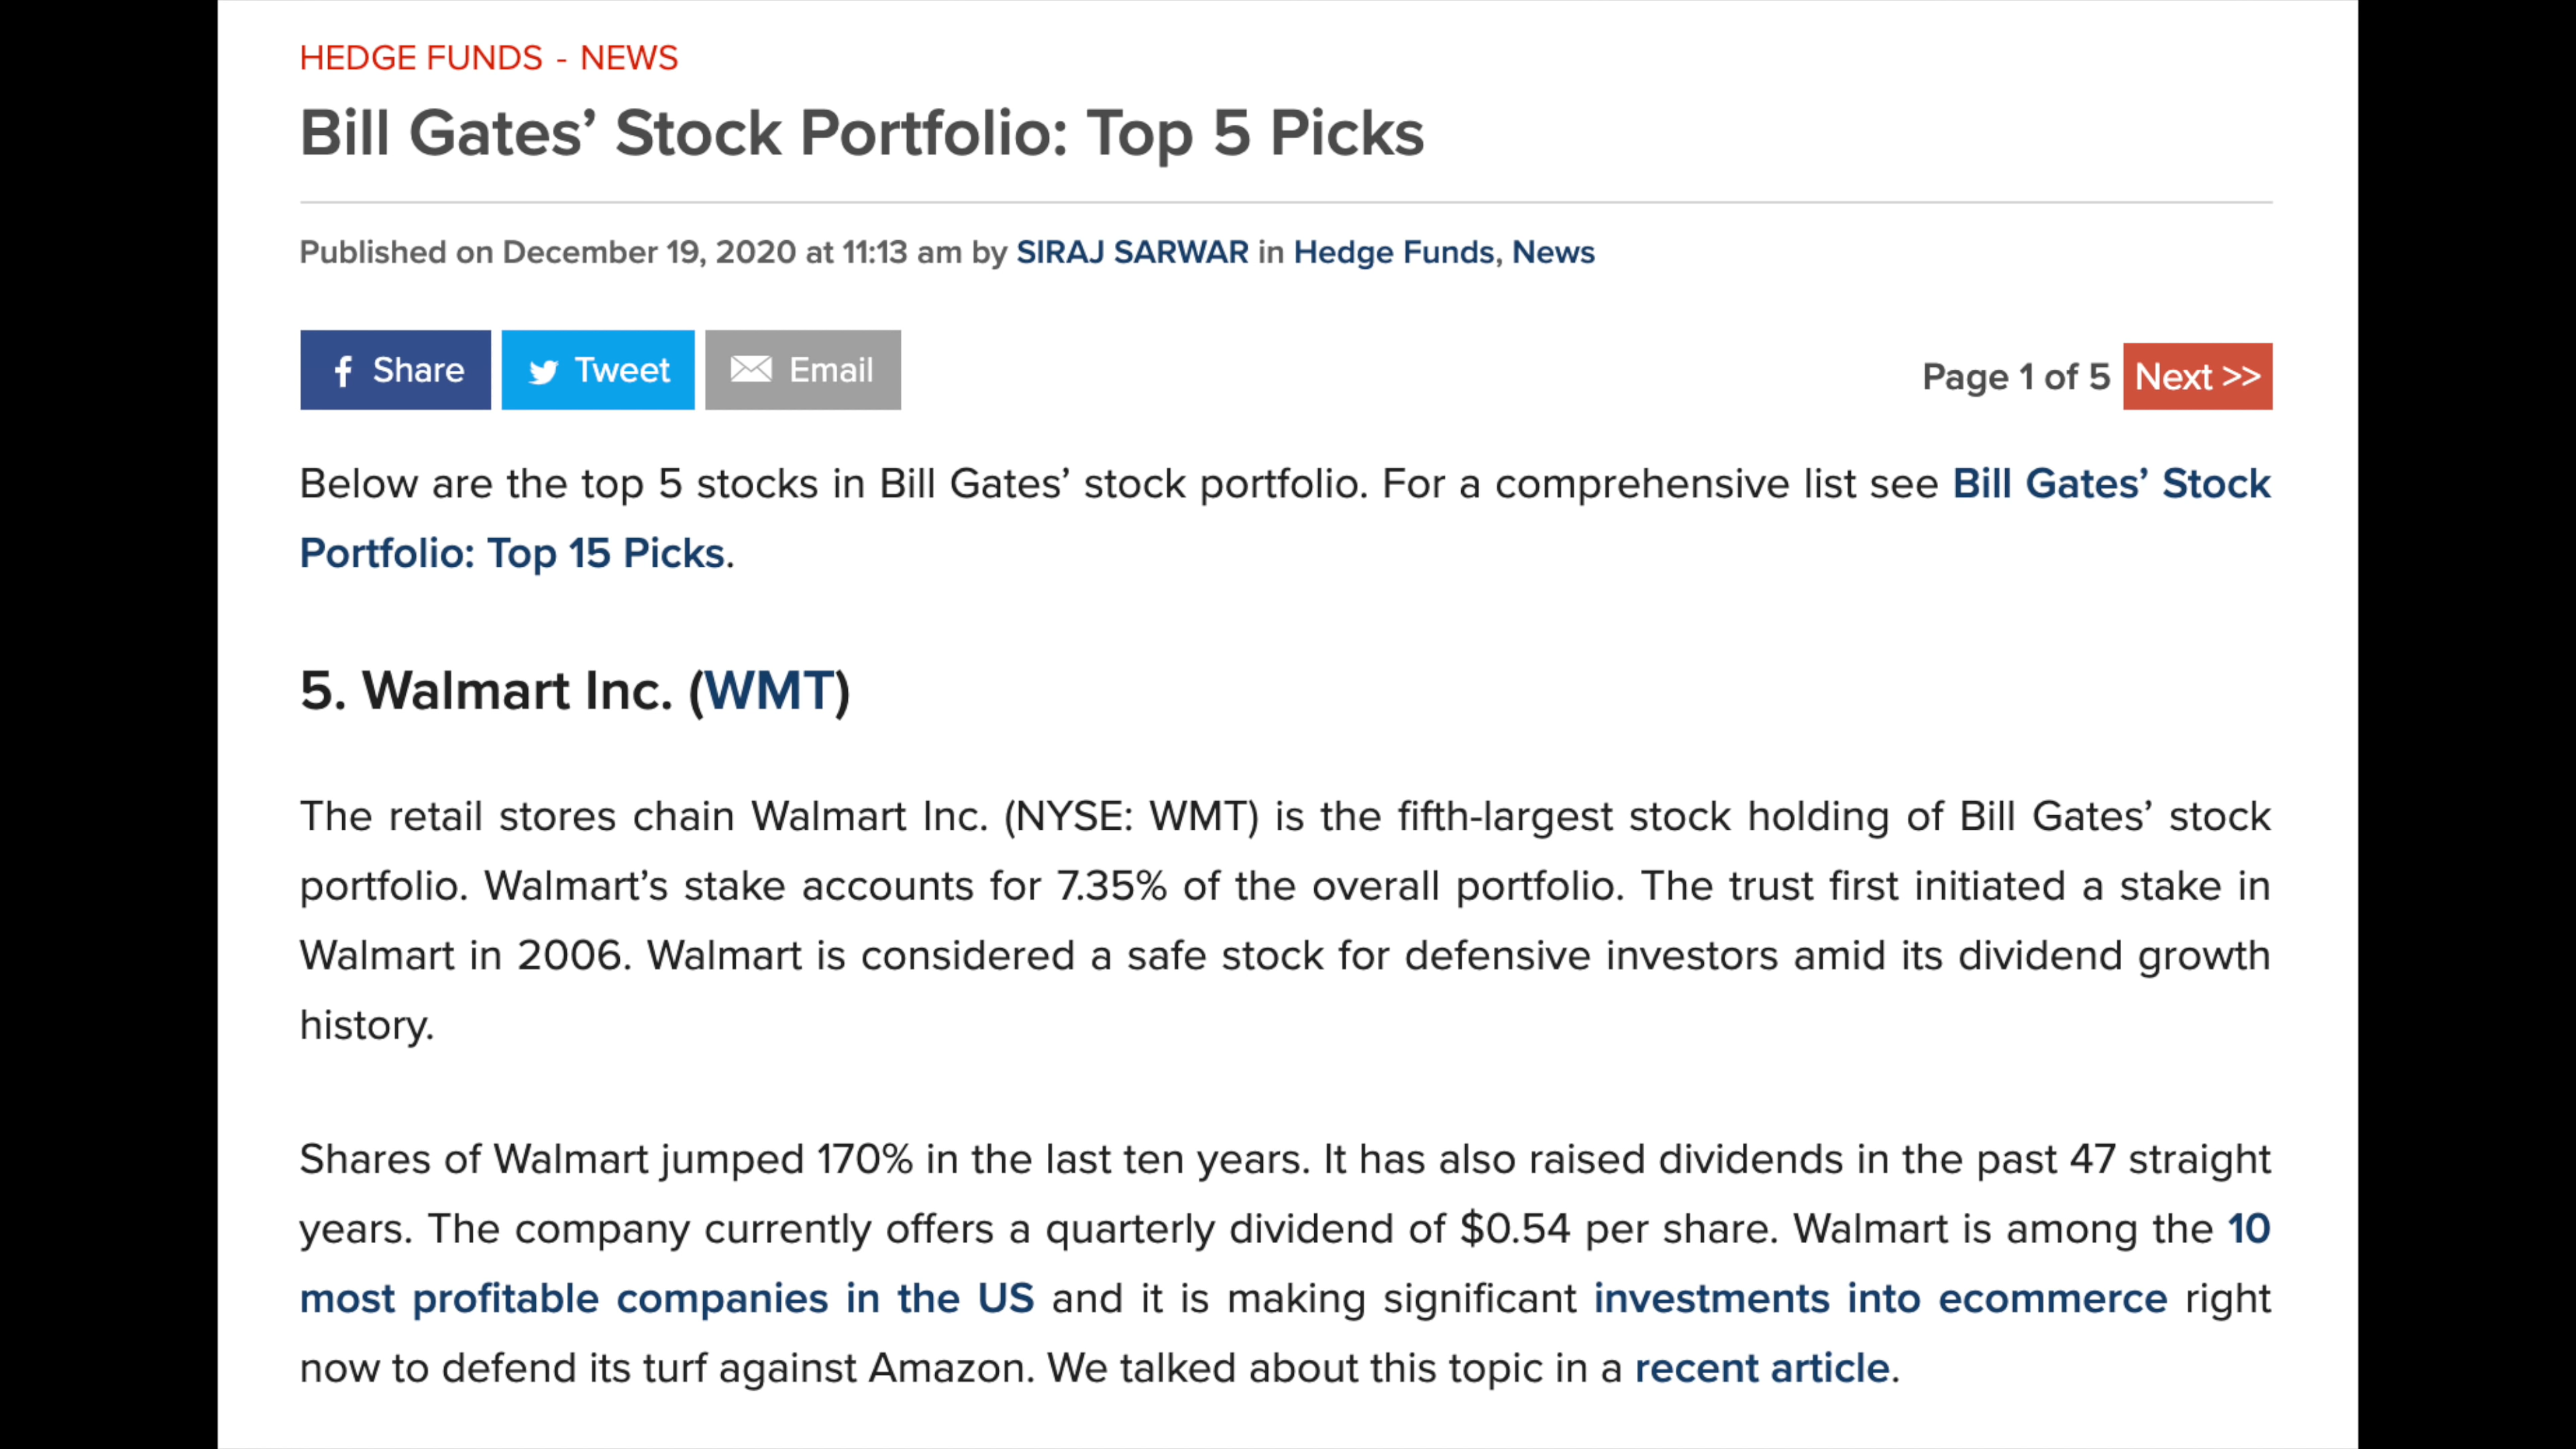 HEDGE FUNDS - NEWS
Bill Gates’ Stock Portfolio: Top 5 Picks
Published on December 19, 2020 at 11:13 am by SIRAJ SARWAR in Hedge Funds, News
Share Tweet Email
Page 1 of 5 Next >>
Below are the top 5 stocks in Bill Gates’ stock portfolio. For a comprehensive list see Bill Gates’ Stock
Portfolio: Top 15 Picks.
5. Walmart Inc. (WMT)
The retail stores chain Walmart Inc. (NYSE: WMT) is the fifth-largest stock holding of Bill Gates’ stock
portfolio. Walmart’s stake accounts for 7.35% of the overall portfolio. The trust first initiated a stake in
Walmart in 2006. Walmart is considered a safe stock for defensive investors amid its dividend growth
history.
Shares of Walmart jumped 170% in the last ten years. It has also raised dividends in the past 47 straight
years. The company currently offers a quarterly dividend of $0.54 per share. Walmart is among the 10
most profitable companies in the US and it is making significant investments into ecommerce right
now to defend its turf against Amazon. We talked about this topic in a recent article.